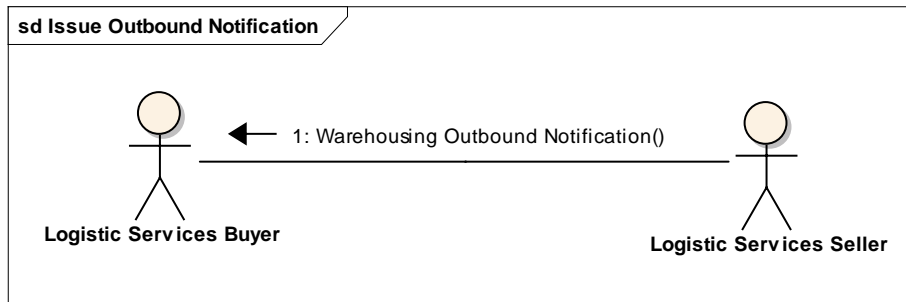 sd Issue Outbound Notification
1: Warehousing Outbound Notification()
Logistic Services Buyer
Logistic Services Seller